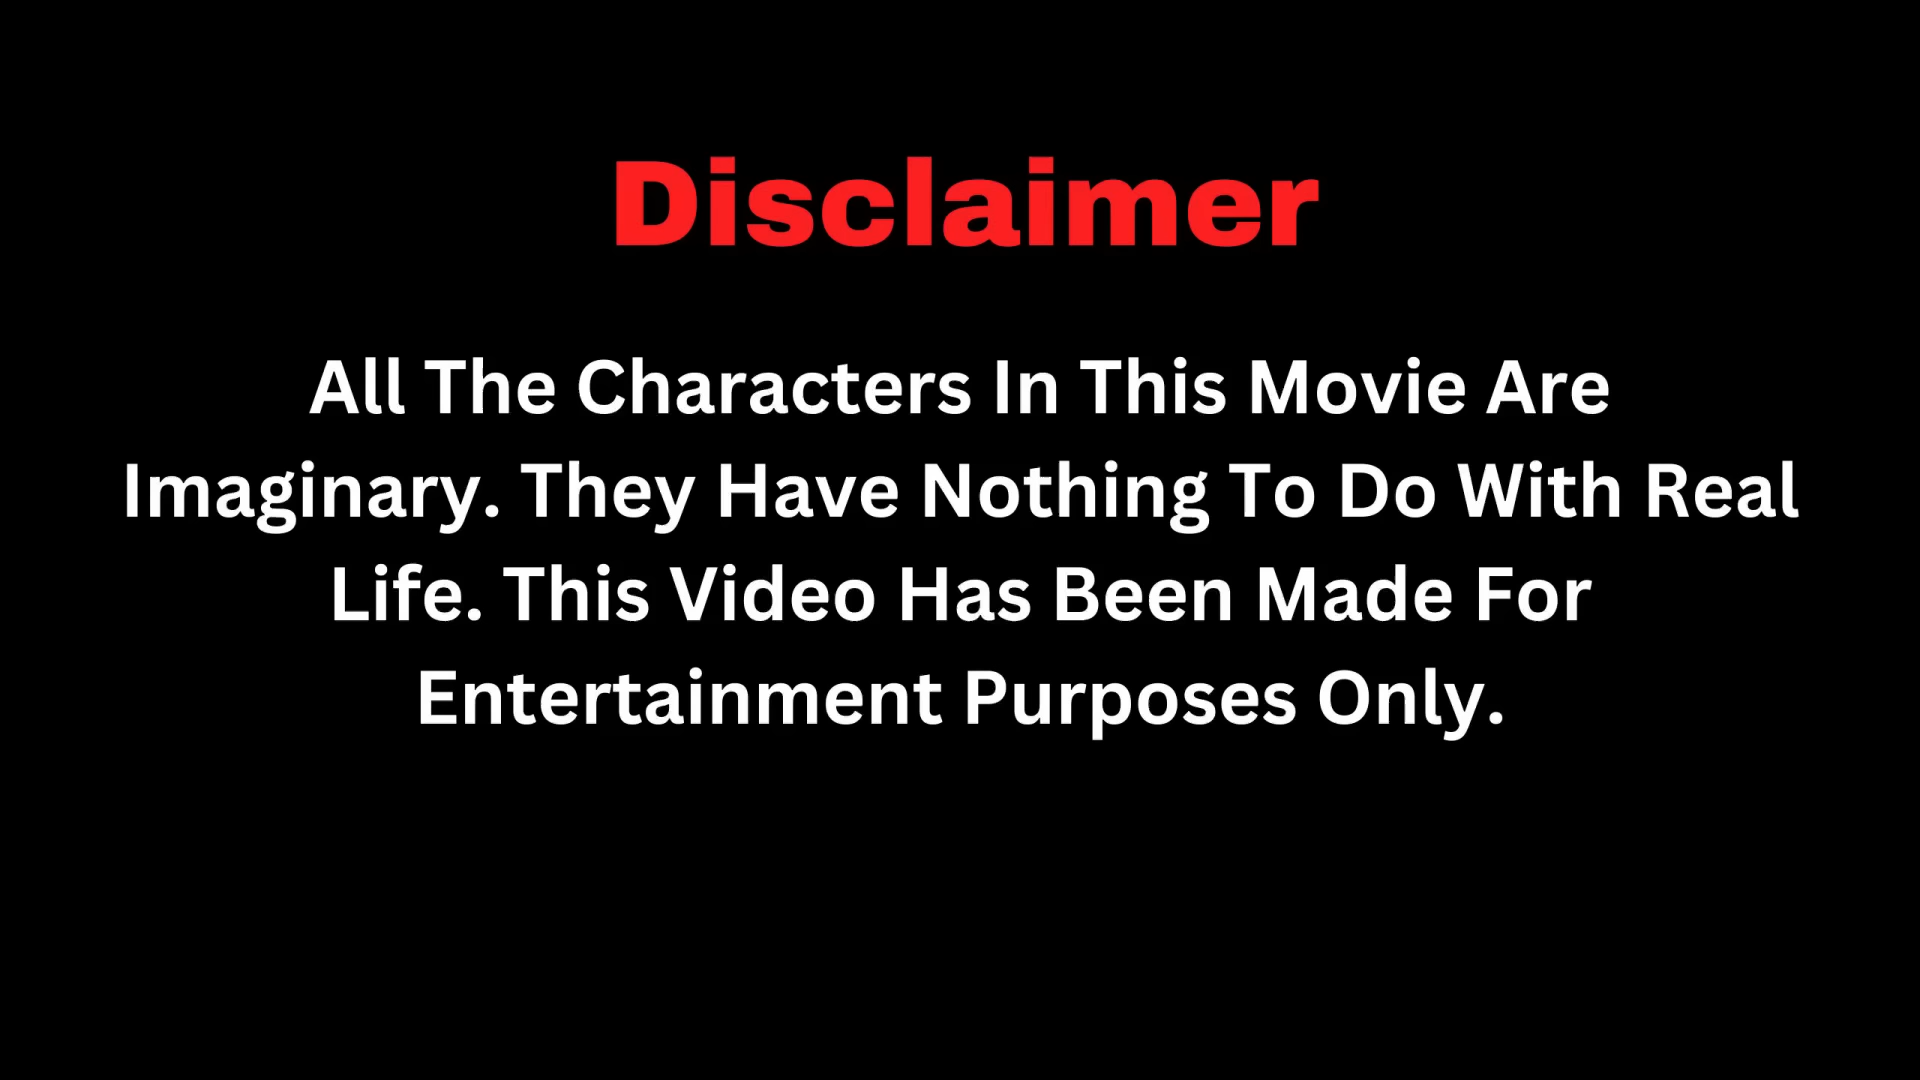 Disclaimer
All The Characters In This Movie Are
Imaginary. They Have Nothing To Do With Real
Life. This Video Has Been Made For
Entertainment Purposes Only.